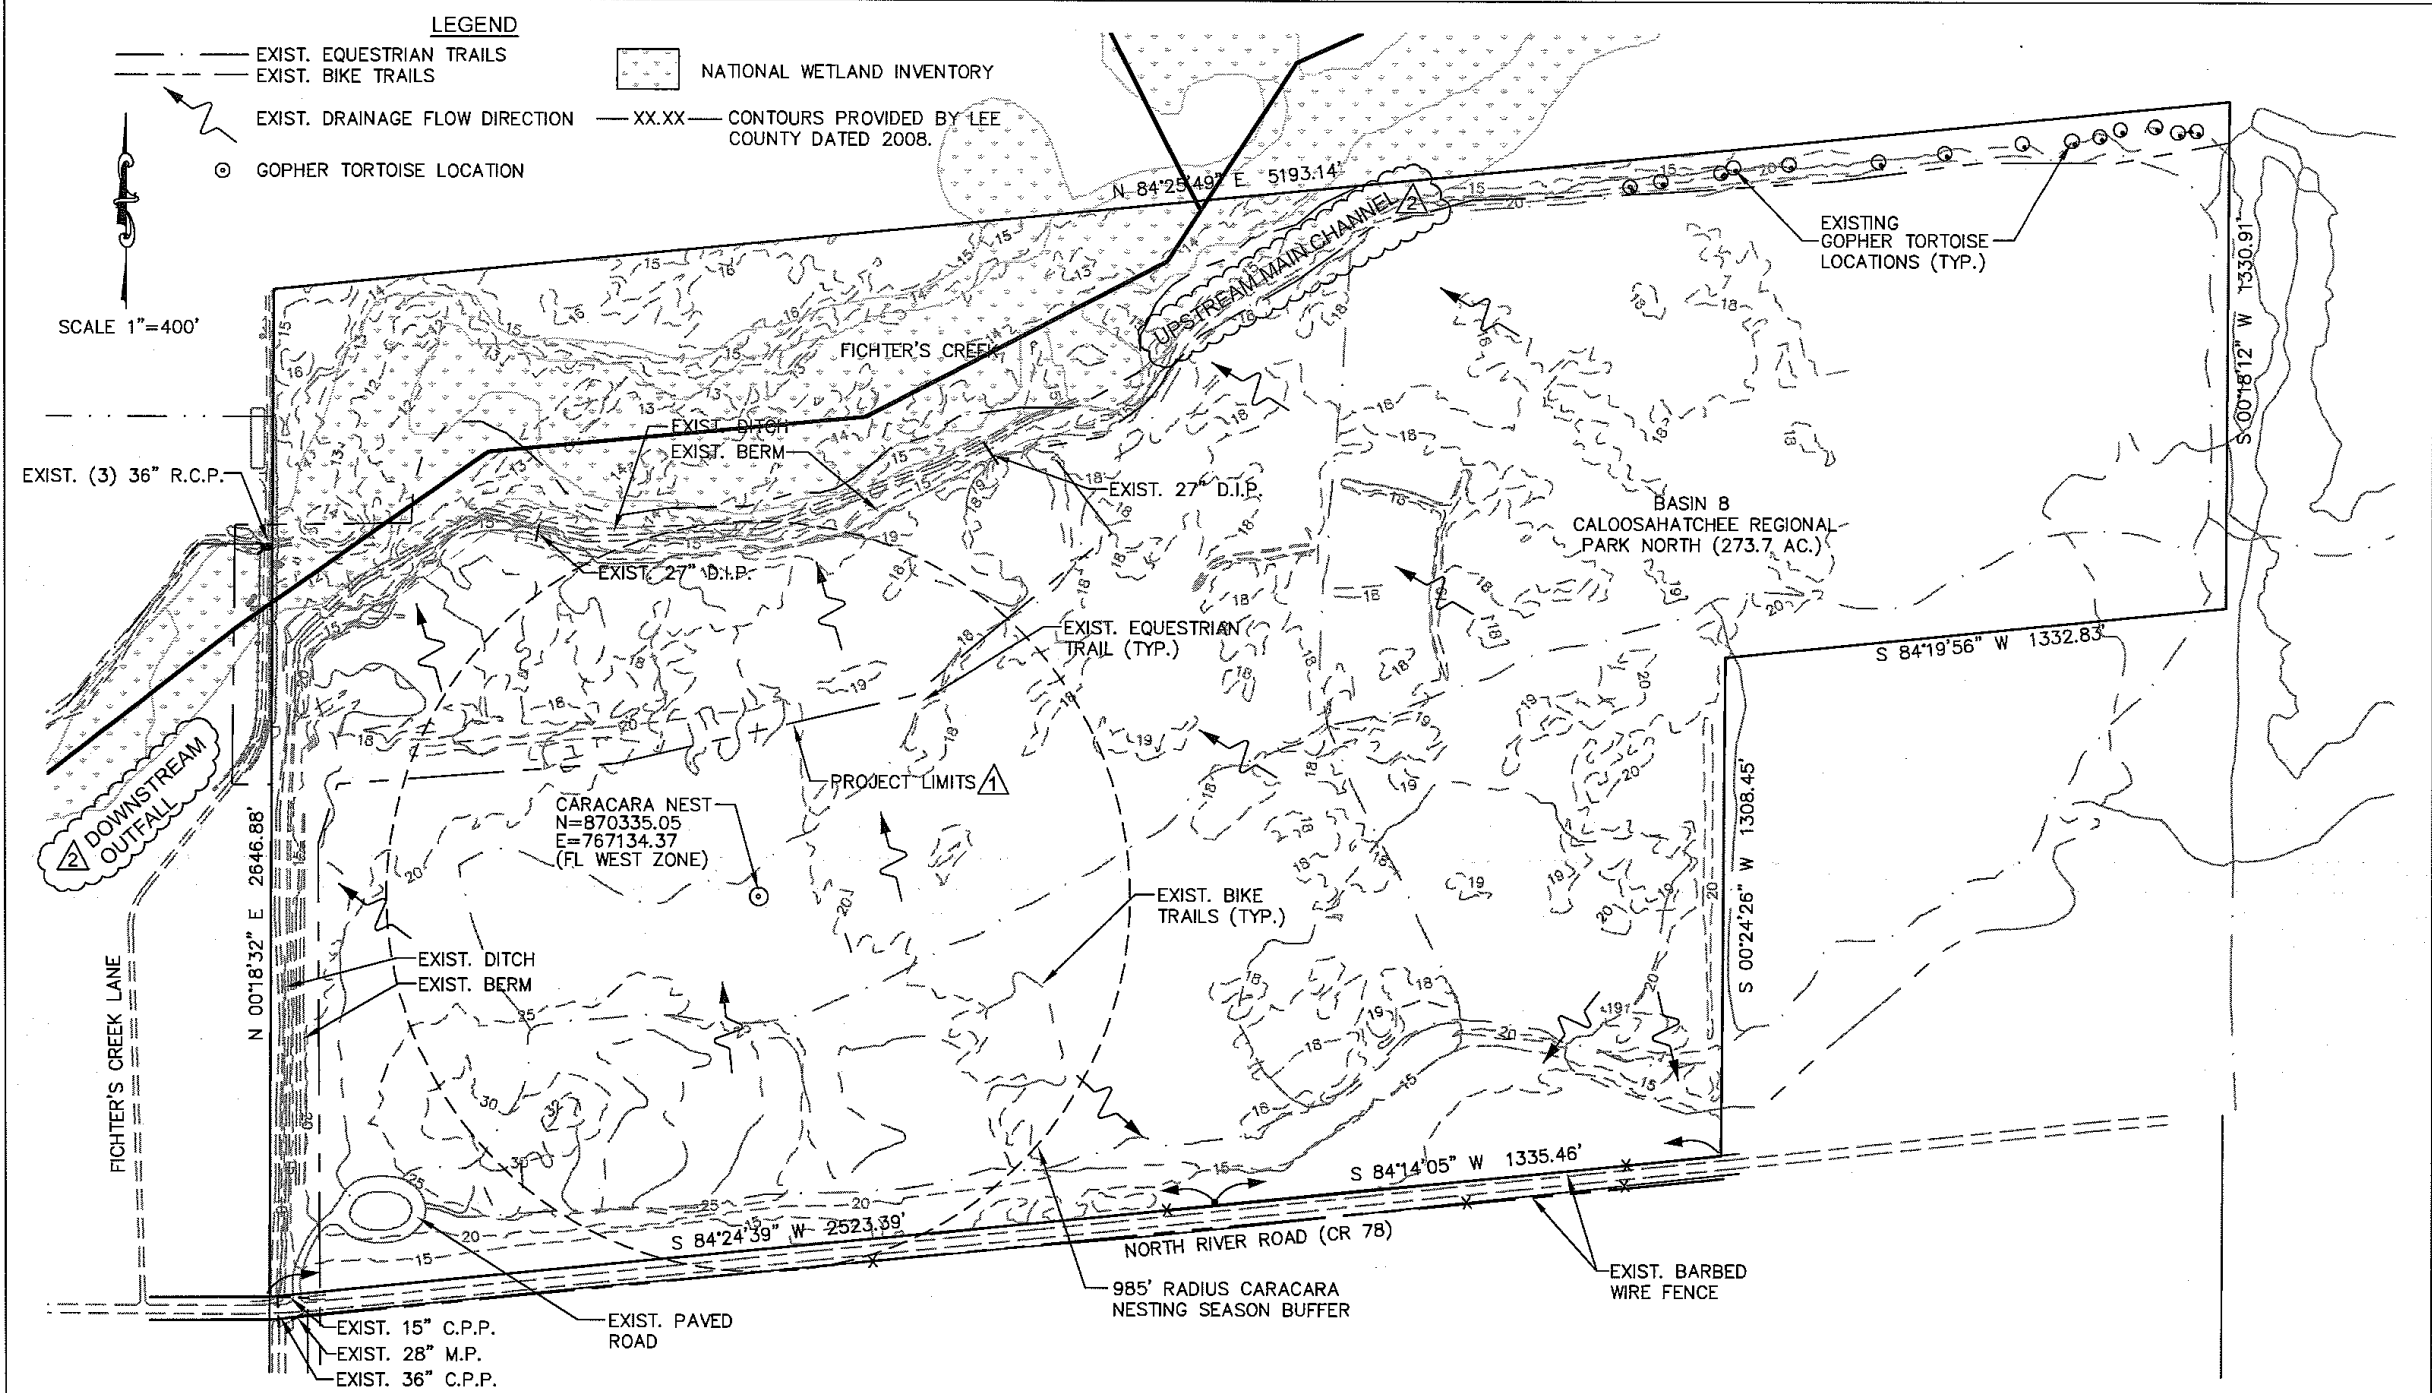 LEGEND
EXIST. EQUESTRIAN TRAILS
EXIST. BIKE TRAILS
EXIST. DRAINAGE FLOW DIRECTION
GOPHER TORTOISE LOCATION
NATIONAL WETLAND INVENTORY
XX.XX
CONTOURS PROVIDED BY LEE
COUNTY DATED 2008.
SCALE 1"=400'
N 84°25'49" E 5193.14'
UPSTREAM MAIN CHANNEL 2
EXISTING
GOPHER TORTOISE
LOCATIONS (TYP.)
S 00°18'12" W 1330.91'
FICHTER'S CREEK
EXIST. DITCH
EXIST. BERM
EXIST. (3) 36" R.C.P.
EXIST. 27" D.I.P.
EXIST. 27" D.I.P.
BASIN 8
CALOOSAHATCHEE REGIONAL
PARK NORTH (273.7 AC.)
EXIST. EQUESTRIAN
TRAIL (TYP.)
S 84°19'56" W 1332.83'
2 DOWNSTREAM
OUTFALL
PROJECT LIMITS 1
CARACARA NEST
N=870335.05
E=767134.37
(FL WEST ZONE)
N 00°18'32" E 2646.88'
S 00°24'26" W 1308.45'
EXIST. BIKE
TRAILS (TYP.)
EXIST. DITCH
EXIST. BERM
FICHTER'S CREEK LANE
S 84°14'05" W 1335.46'
S 84°24'39" W 2523.39'
NORTH RIVER ROAD (CR 78)
985' RADIUS CARACARA
NESTING SEASON BUFFER
EXIST. BARBED
WIRE FENCE
EXIST. PAVED
ROAD
EXIST. 15" C.P.P.
EXIST. 28" M.P.
EXIST. 36" C.P.P.